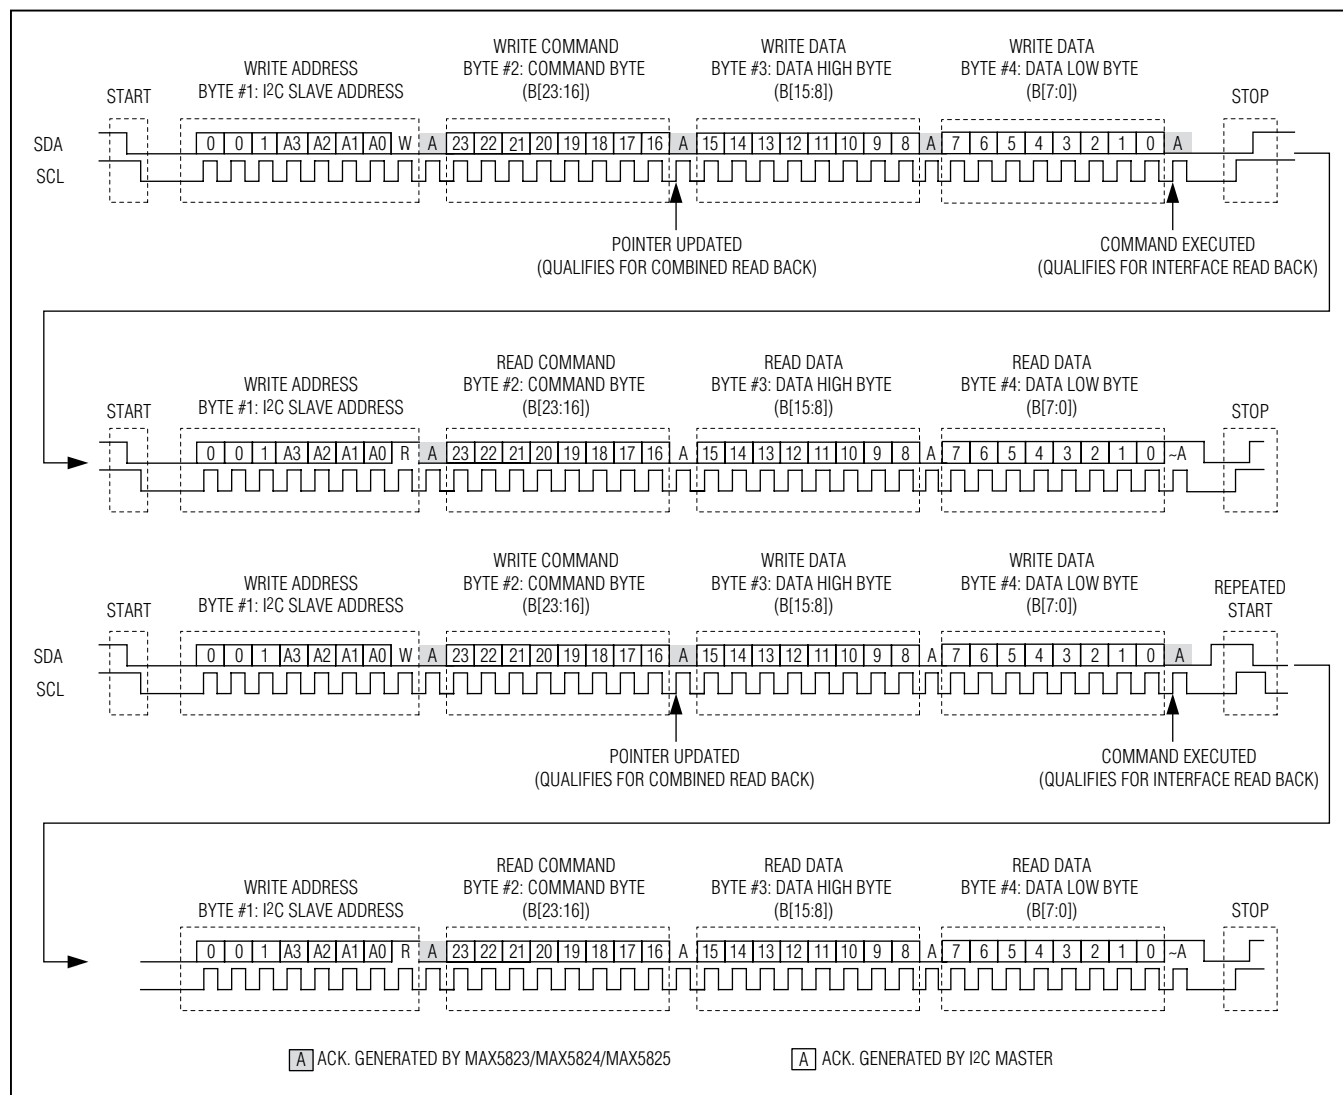 WRITE COMMAND WRITE DATA WRITE DATA
WRITE ADDRESS BYTE #2: COMMAND BYTE BYTE #3: DATA HIGH BYTE BYTE #4: DATA LOW BYTE
START BYTE #1: I2C SLAVE ADDRESS (B[23:16]) (B[15:8]) (B[7:0]) STOP
SDA 0 0 1 A3 A2 A1 A0 W A 23 22 21 20 19 18 17 16 A 15 14 13 12 11 10 9 8 A 7 6 5 4 3 2 1 0 A
SCL
POINTER UPDATED COMMAND EXECUTED
(QUALIFIES FOR COMBINED READ BACK) (QUALIFIES FOR INTERFACE READ BACK)
READ COMMAND READ DATA READ DATA
WRITE ADDRESS BYTE #2: COMMAND BYTE BYTE #3: DATA HIGH BYTE BYTE #4: DATA LOW BYTE
START BYTE #1: I2C SLAVE ADDRESS (B[23:16]) (B[15:8]) (B[7:0]) STOP
0 0 1 A3 A2 A1 A0 R A 23 22 21 20 19 18 17 16 A 15 14 13 12 11 10 9 8 A 7 6 5 4 3 2 1 0 ~A
WRITE COMMAND WRITE DATA WRITE DATA
WRITE ADDRESS BYTE #2: COMMAND BYTE BYTE #3: DATA HIGH BYTE BYTE #4: DATA LOW BYTE REPEATED
START BYTE #1: I2C SLAVE ADDRESS (B[23:16]) (B[15:8]) (B[7:0]) START
SDA 0 0 1 A3 A2 A1 A0 W A 23 22 21 20 19 18 17 16 A 15 14 13 12 11 10 9 8 A 7 6 5 4 3 2 1 0 A
SCL
POINTER UPDATED COMMAND EXECUTED
(QUALIFIES FOR COMBINED READ BACK) (QUALIFIES FOR INTERFACE READ BACK)
READ COMMAND READ DATA READ DATA
WRITE ADDRESS BYTE #2: COMMAND BYTE BYTE #3: DATA HIGH BYTE BYTE #4: DATA LOW BYTE
BYTE #1: I2C SLAVE ADDRESS (B[23:16]) (B[15:8]) (B[7:0]) STOP
0 0 1 A3 A2 A1 A0 R A 23 22 21 20 19 18 17 16 A 15 14 13 12 11 10 9 8 A 7 6 5 4 3 2 1 0 ~A
A ACK. GENERATED BY MAX5823/MAX5824/MAX5825 A ACK. GENERATED BY I2C MASTER